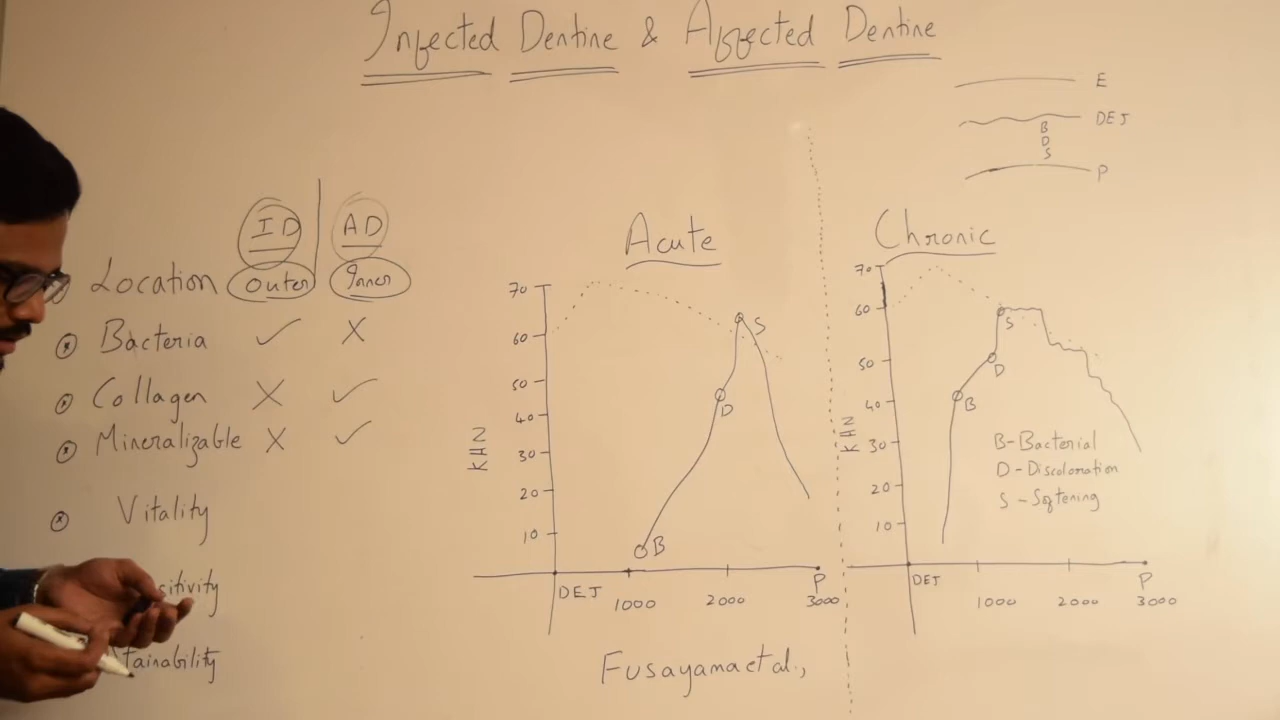 Infected Dentine & Affected Dentine
E
DEJ
B
D
S
P
ID AD
Location Outer Inner
Bacteria ✓ X
Collagen X ✓
Mineralizable X ✓
Vitality
sitivity
tainability
Acute
70
60
50
40
30
20
10
KHN
S
D
B
DEJ
1000
2000
P
3000
Chronic
70
60
50
40
30
20
10
KHN
S
D
B
B-Bacterial
D-Discoloration
S-Softening
DEJ
1000
2000
P
3000
Fusayama et al.,